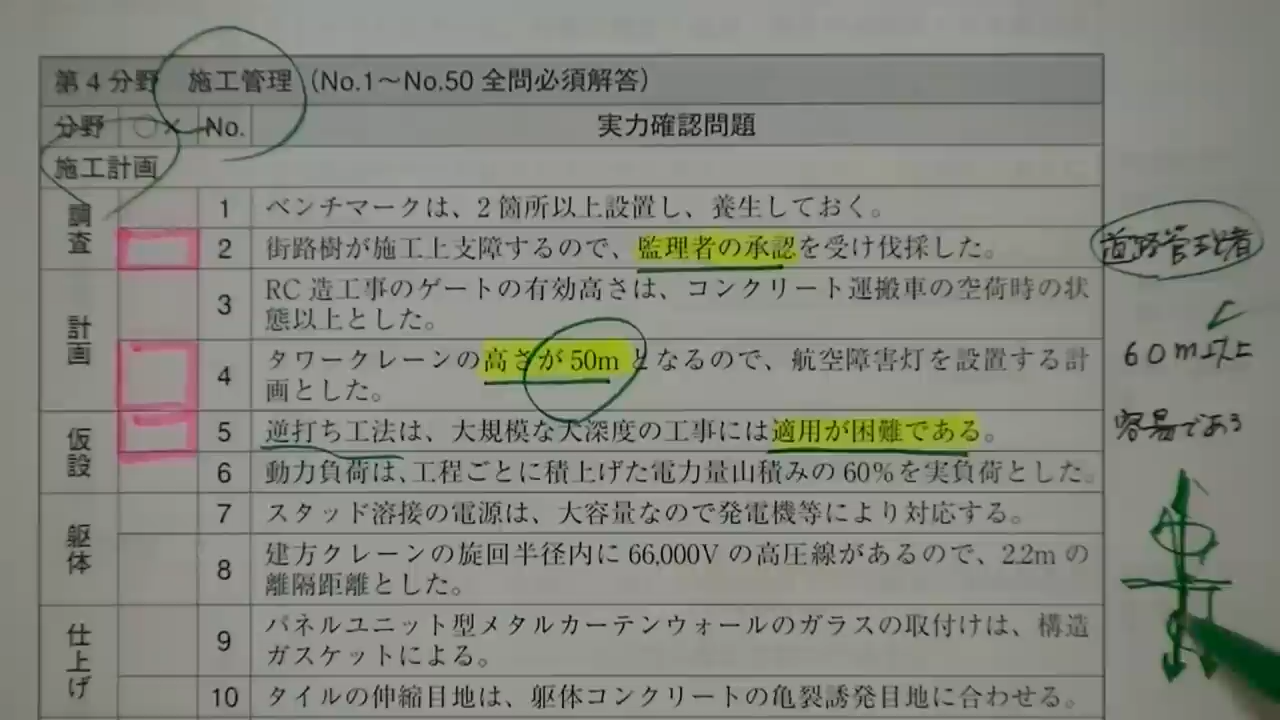 第4分野 施工管理(No.1〜No.50 全問必須解答)
分野 ○× No. 実力確認問題
施工計画
調査
1 ベンチマークは、2箇所以上設置し、養生しておく。
2 街路樹が施工上支障するので、監理者の承認を受け伐採した。
道路管理者
計画
3 RC造工事のゲートの有効高さは、コンクリート運搬車の空荷時の状
態以上とした。
4 タワークレーンの高さが50mとなるので、航空障害灯を設置する計
画とした。
60m以上
仮設
5 逆打ち工法は、大規模な大深度の工事には適用が困難である。
容易である
6 動力負荷は、工程ごとに積上げた電力量山積みの60%を実負荷とした。
躯体
7 スタッド溶接の電源は、大容量なので発電機等により対応する。
8 建方クレーンの旋回半径内に66,000Vの高圧線があるので、2.2mの
離隔距離とした。
仕上げ
9 パネルユニット型メタルカーテンウォールのガラスの取付けは、構造
ガスケットによる。
10 タイルの伸縮目地は、躯体コンクリートの亀裂誘発目地に合わせる。